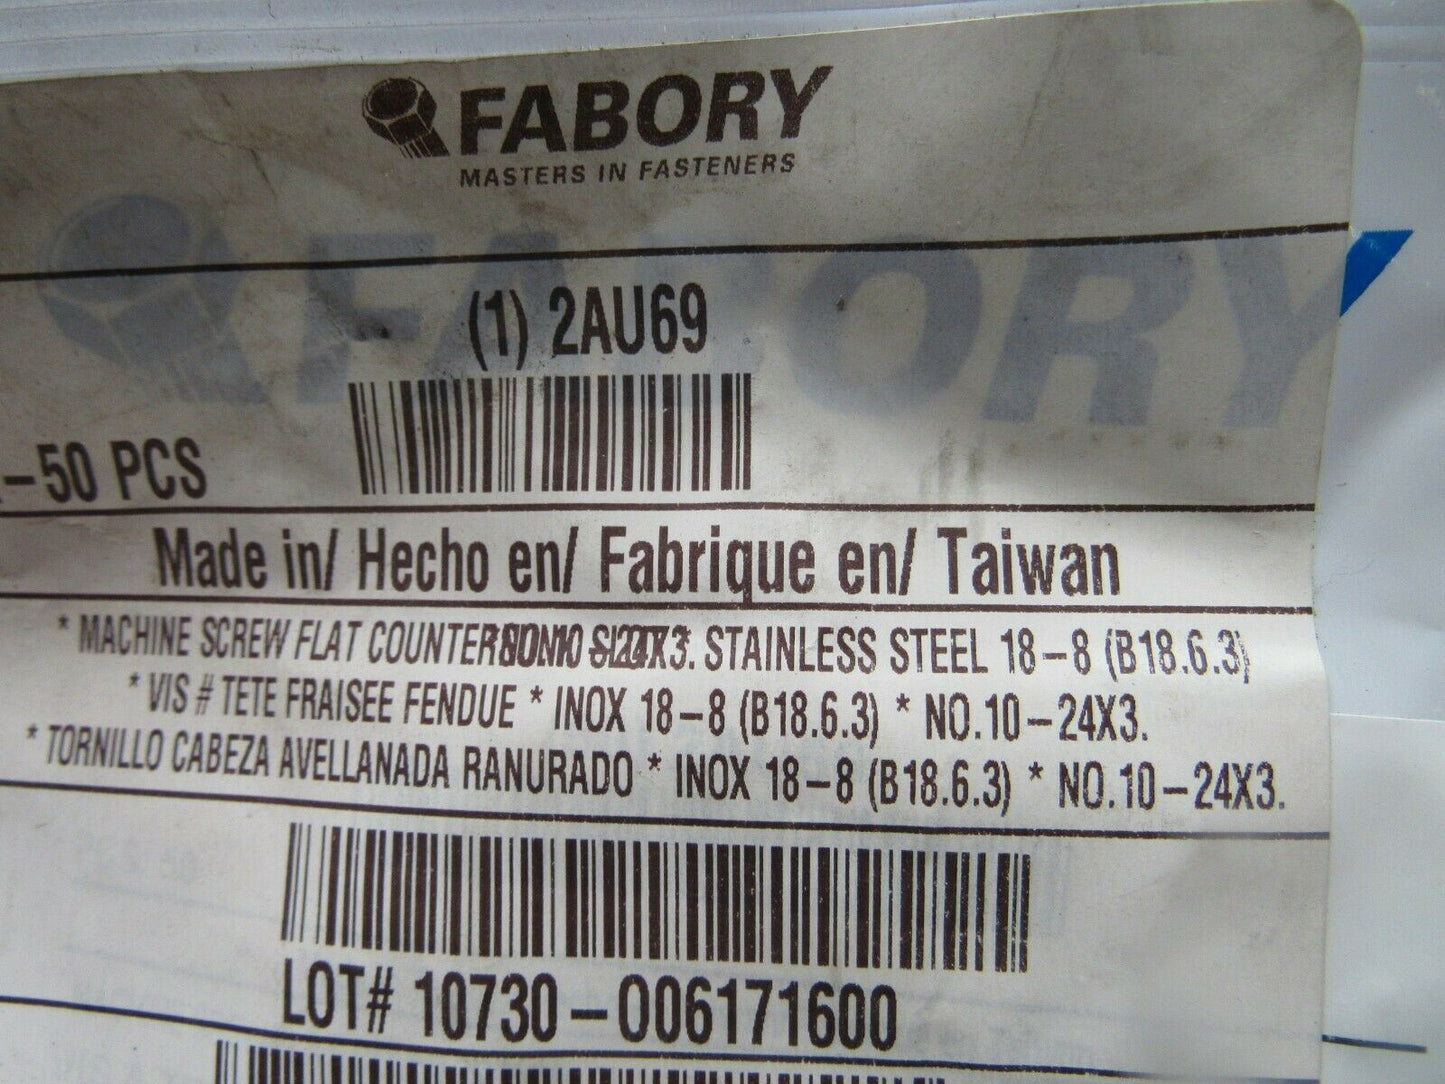 FABORY
MASTERS IN FASTENERS
FABORY
(1) 2AU69
-50 PCS
Made in/ Hecho en/ Fabrique en/ Taiwan
* MACHINE SCREW FLAT COUNTER * STAINLESS STEEL 18-8 (B18.6.3)
* VIS # TETE FRAISEE FENDUE * INOX 18-8 (B18.6.3) * NO.10-24X3.
* TORNILLO CABEZA AVELLANADA RANURADO * INOX 18-8 (B18.6.3) * NO.10-24X3.
LOT# 10730-006171600